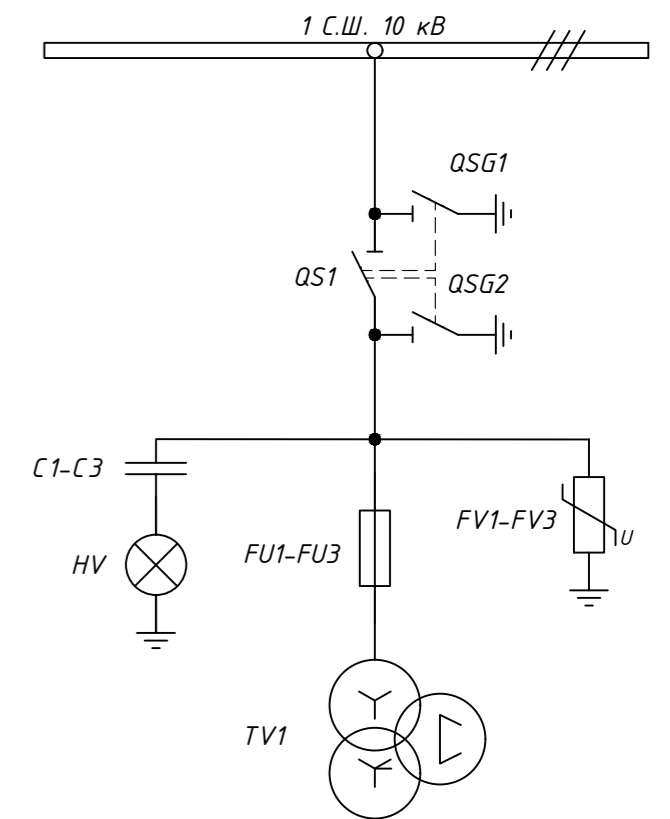 1 С.Ш. 10 кВ
QSG1
QS1
QSG2
C1-C3
FV1-FV3
U
HV
FU1-FU3
TV1